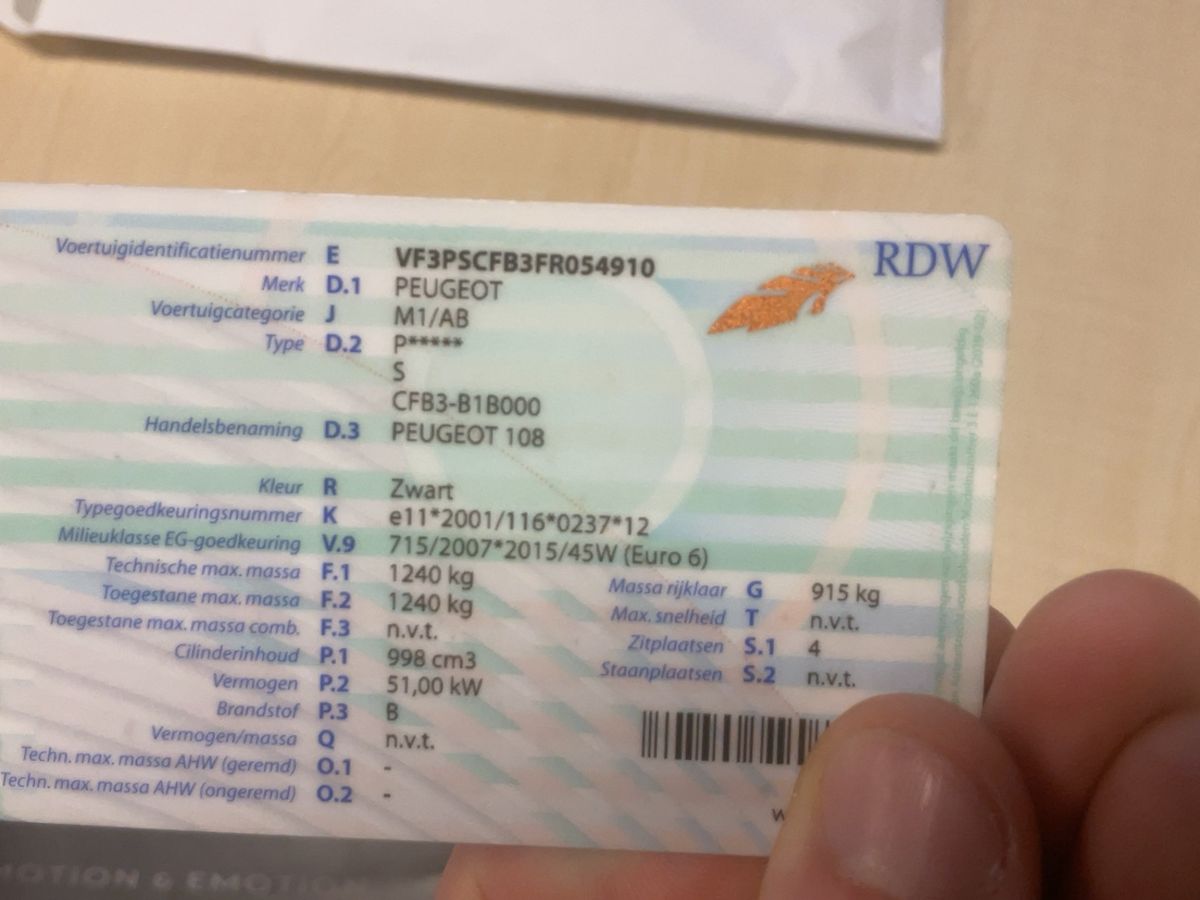 RDW
Voertuigidentificatienummer E VF3PSCFB3FR054910
Merk D.1 PEUGEOT
Voertuigcategorie J M1/AB
Type D.2 P*****
S
CFB3-B1B000
Handelsbenaming D.3 PEUGEOT 108
Kleur R Zwart
Typegoedkeuringsnummer K e11*2001/116*0237*12
Milieuklasse EG-goedkeuring V.9 715/2007*2015/45W (Euro 6)
Technische max. massa F.1 1240 kg Massa rijklaar G 915 kg
Toegestane max. massa F.2 1240 kg Max. snelheid T n.v.t.
Toegestane max. massa comb. F.3 n.v.t. Zitplaatsen S.1 4
Cilinderinhoud P.1 998 cm3 Staanplaatsen S.2 n.v.t.
Vermogen P.2 51,00 kW
Brandstof P.3 B
Vermogen/massa Q n.v.t.
Techn. max. massa AHW (geremd) O.1 -
Techn. max. massa AHW (ongeremd) O.2 -
w
MOTION & EMOTION